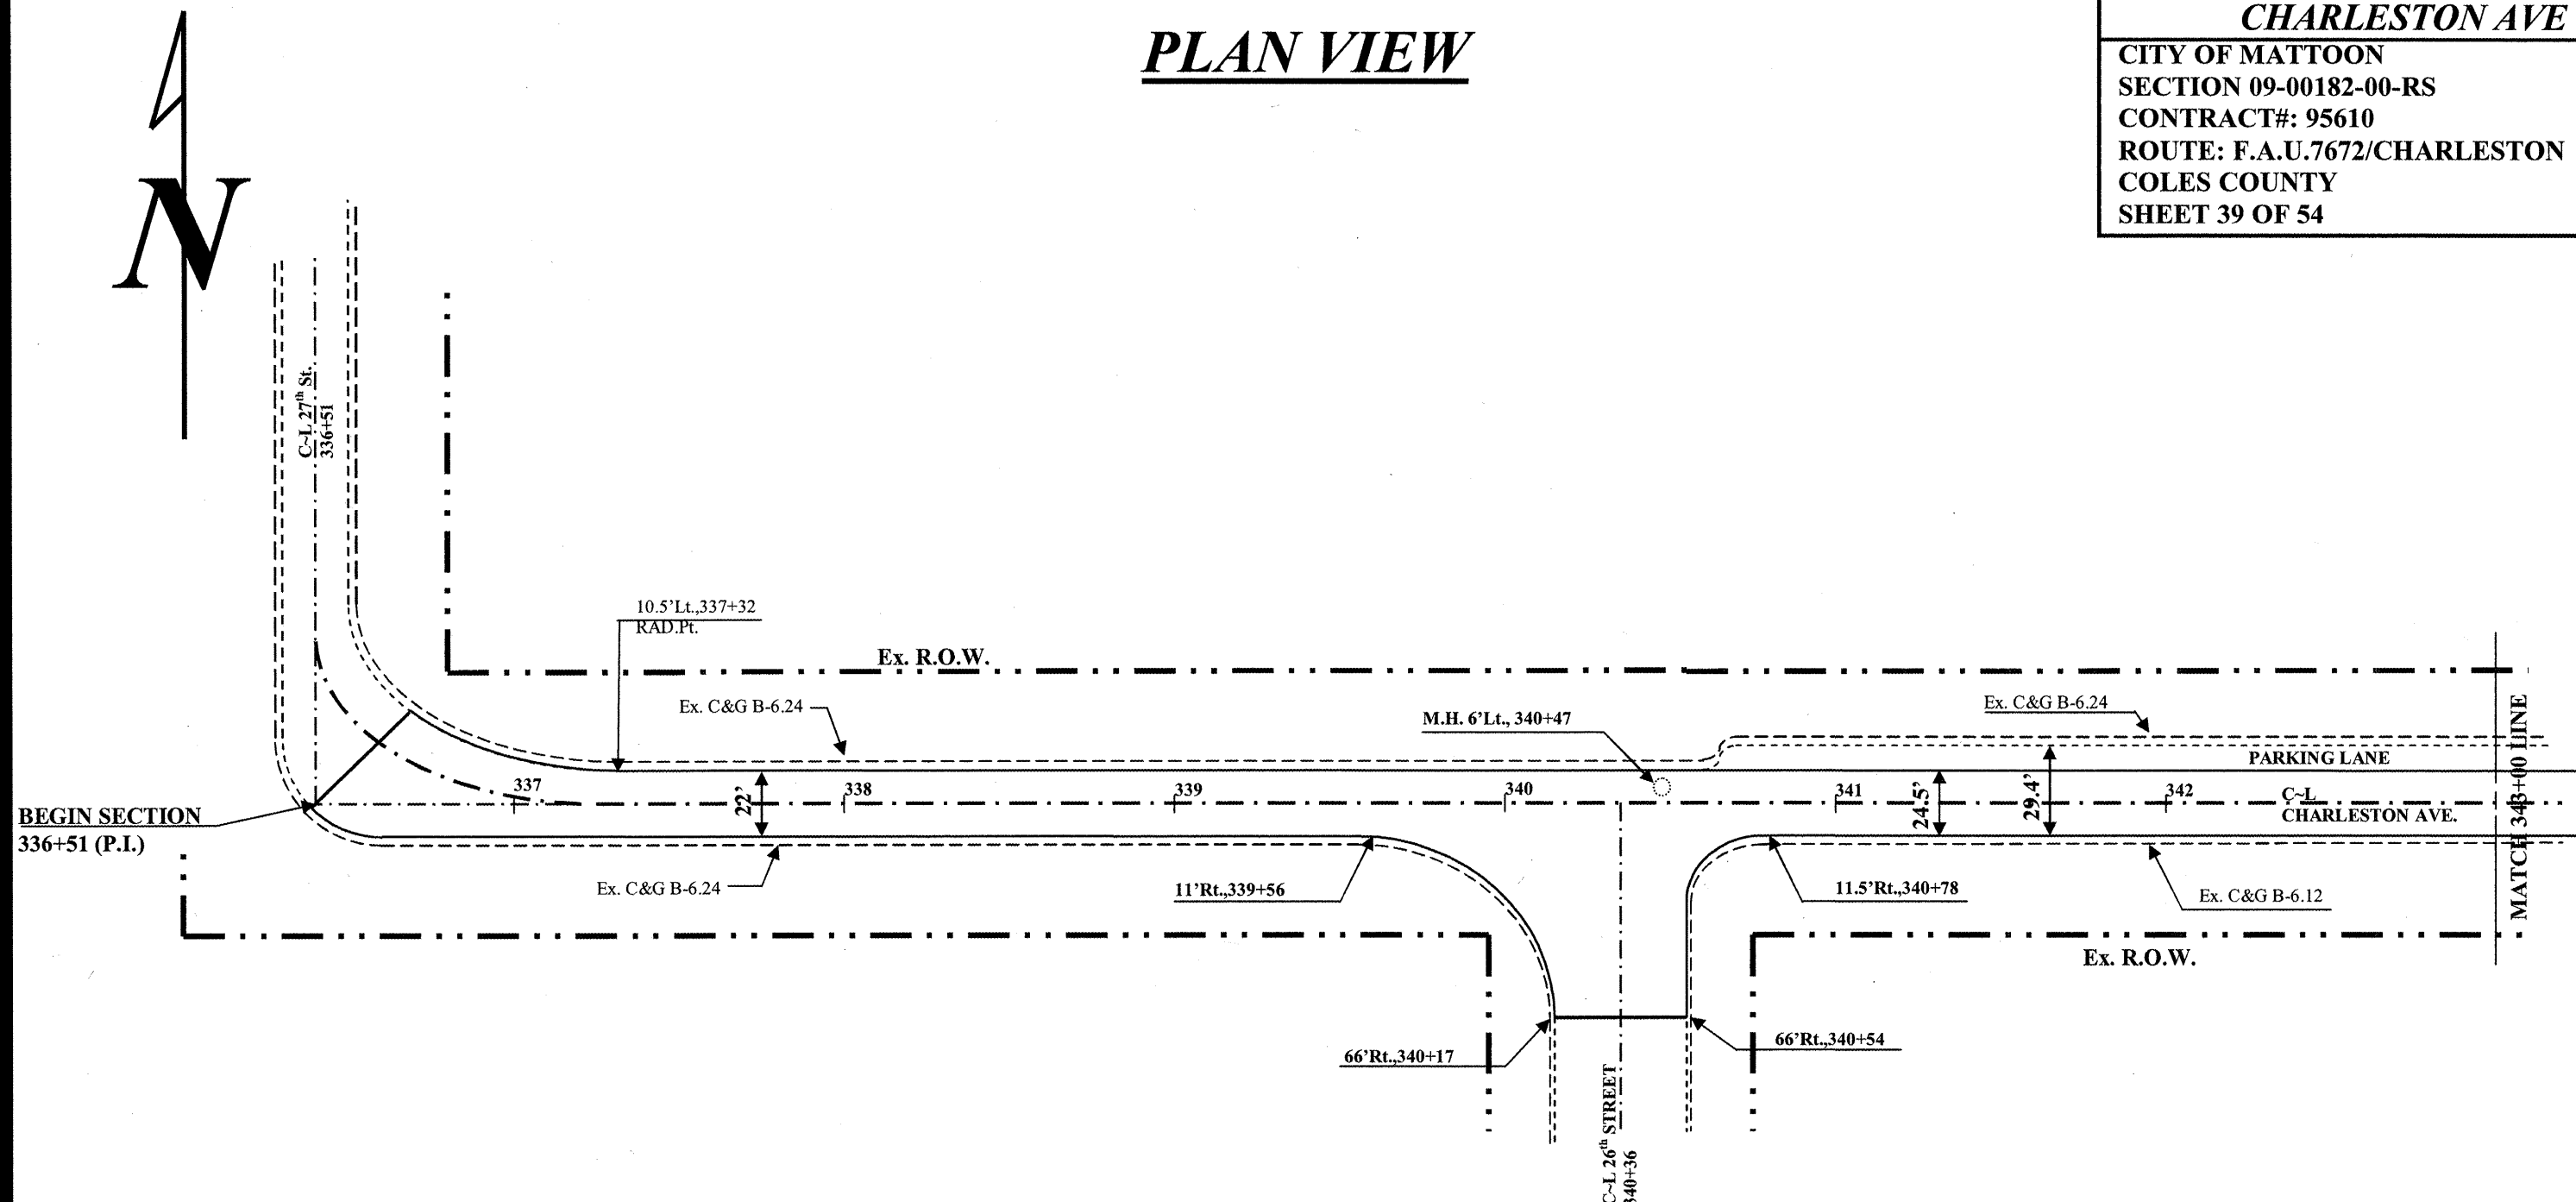 PLAN VIEW
CHARLESTON AVE
CITY OF MATTOON
SECTION 09-00182-00-RS
CONTRACT#: 95610
ROUTE: F.A.U.7672/CHARLESTON
COLES COUNTY
SHEET 39 OF 54
N
C~L 27th St.
336+51
10.5'Lt.,337+32
RAD.Pt.
Ex. R.O.W.
Ex. C&G B-6.24
M.H. 6'Lt., 340+47
Ex. C&G B-6.24
PARKING LANE
MATCH 343+00 LINE
337
338
339
340
341
342
22'
24.5'
29.4'
C~L
CHARLESTON AVE.
BEGIN SECTION
336+51 (P.I.)
Ex. C&G B-6.24
11'Rt.,339+56
11.5'Rt.,340+78
Ex. C&G B-6.12
Ex. R.O.W.
66'Rt.,340+17
66'Rt.,340+54
C~L 26th STREET
340+36